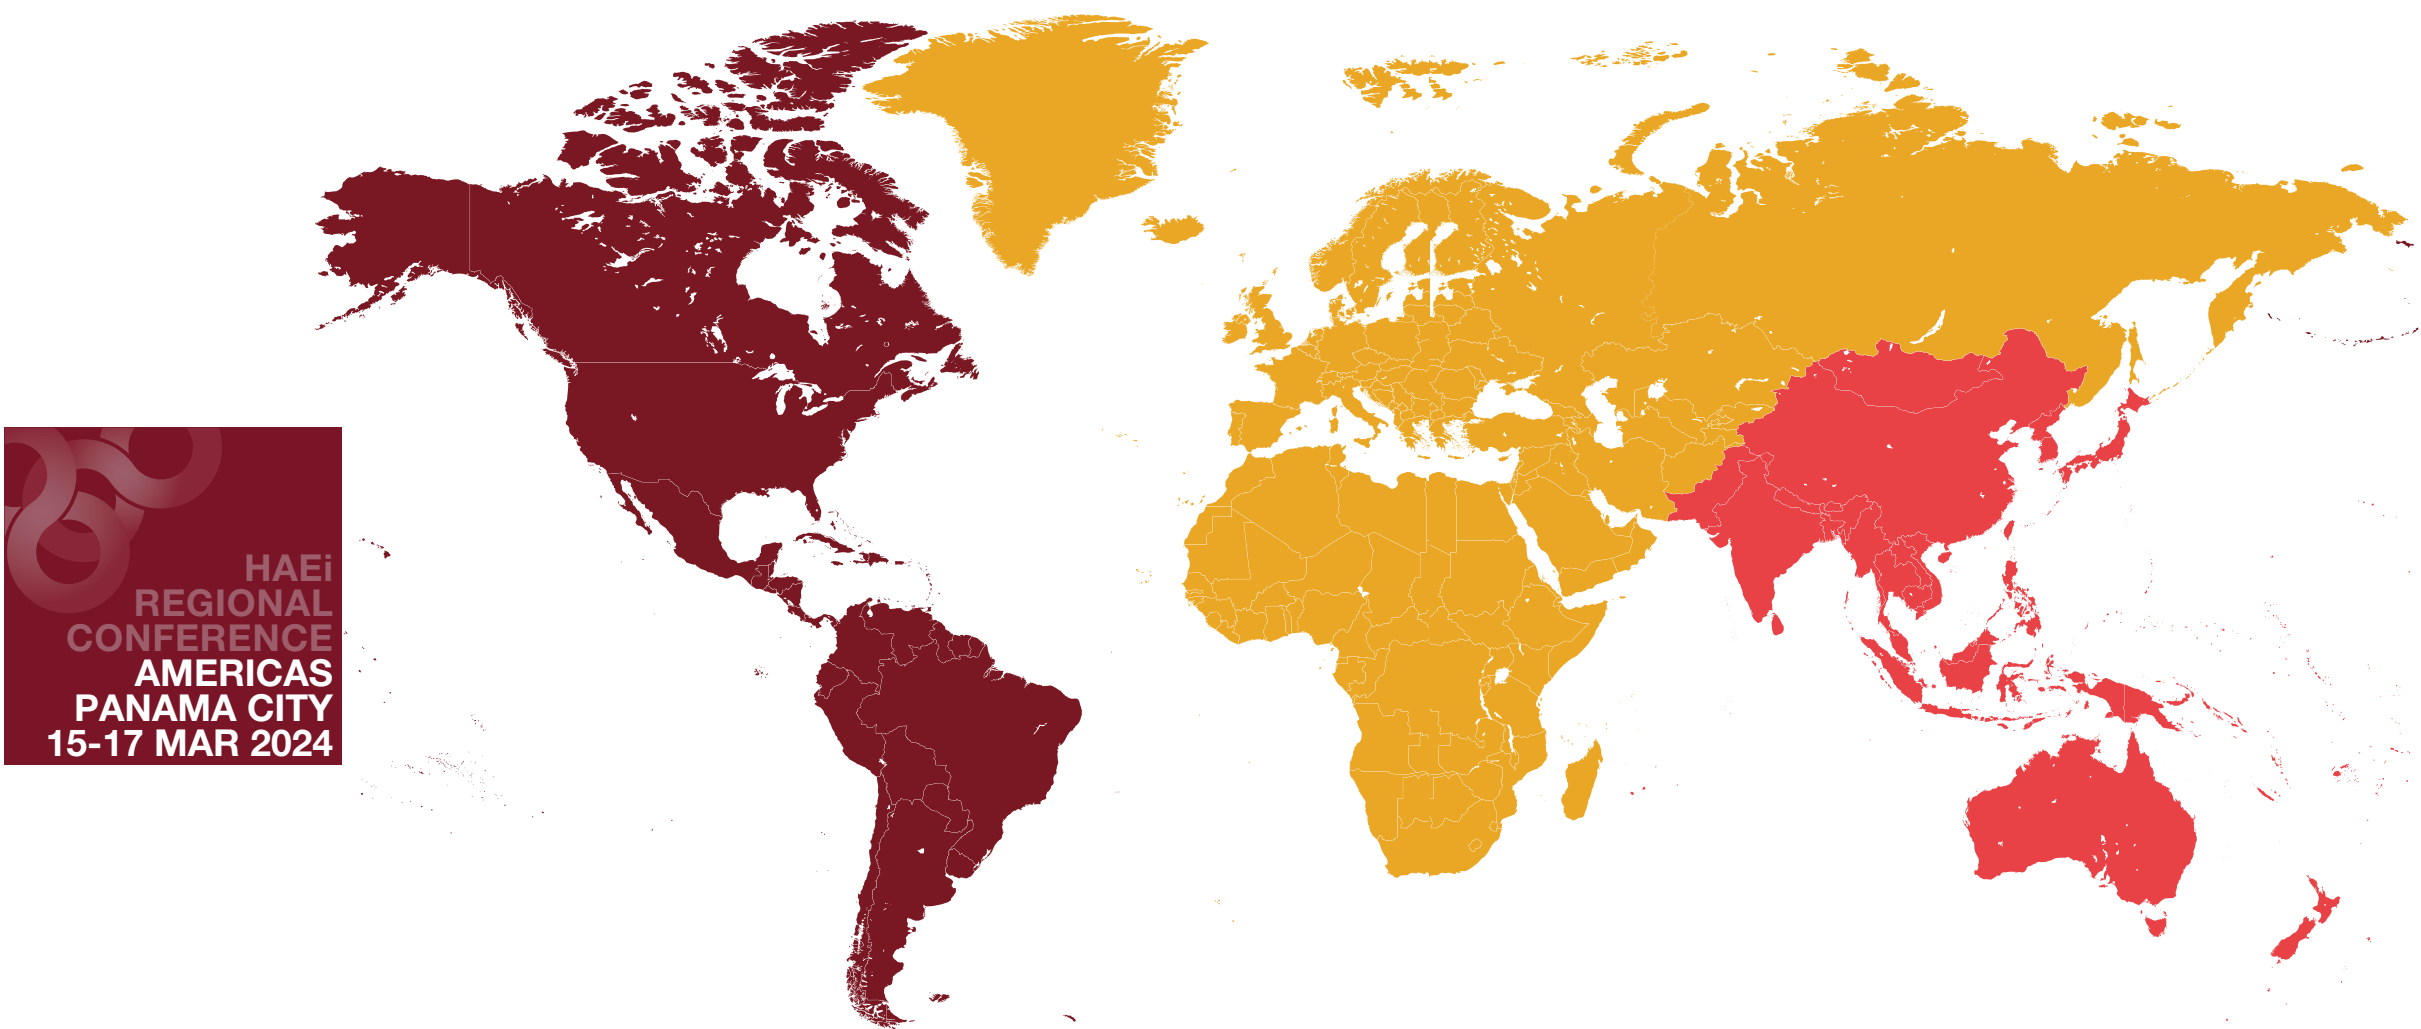 HAEi
REGIONAL
CONFERENCE
AMERICAS
PANAMA CITY
15-17 MAR 2024